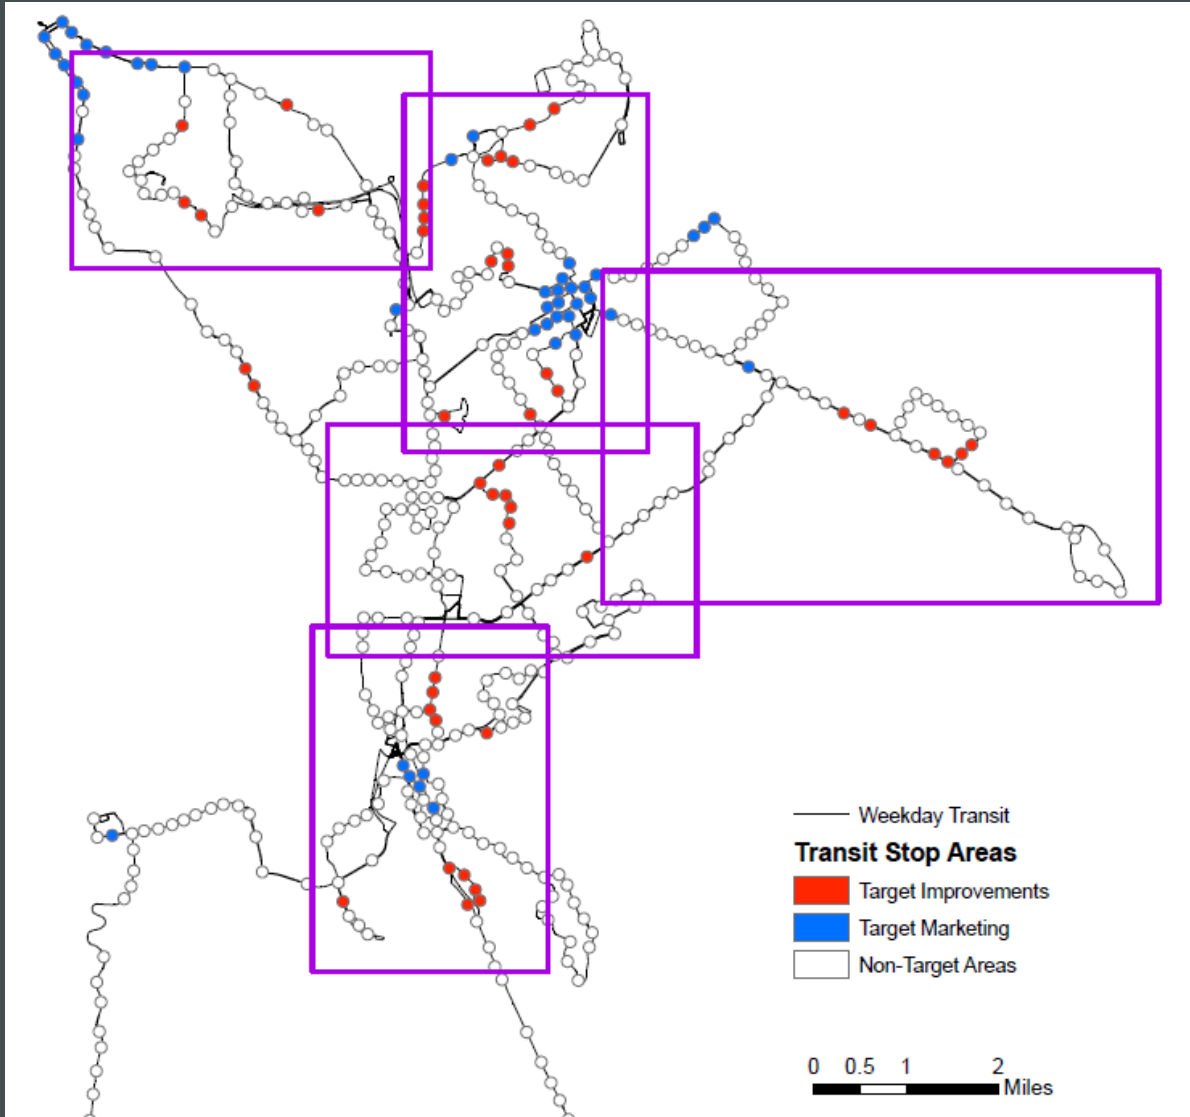 Weekday Transit
Transit Stop Areas
Target Improvements
Target Marketing
Non-Target Areas
0 0.5 1 2
Miles